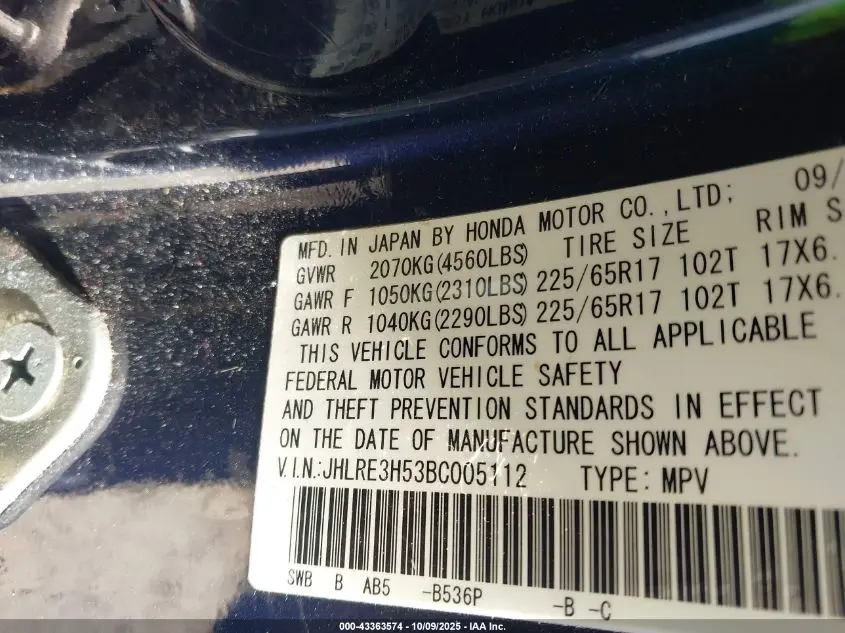 MFD. IN JAPAN BY HONDA MOTOR CO., LTD; 09/
GVWR 2070KG(4560LBS) TIRE SIZE RIM S
GAWR F 1050KG(2310LBS) 225/65R17 102T 17X6.
GAWR R 1040KG(2290LBS) 225/65R17 102T 17X6.
THIS VEHICLE CONFORMS TO ALL APPLICABLE
FEDERAL MOTOR VEHICLE SAFETY
AND THEFT PREVENTION STANDARDS IN EFFECT
ON THE DATE OF MANUFACTURE SHOWN ABOVE.
V.I.N.:JHLRE3H53BC005112 TYPE: MPV
SWB B AB5 -B536P -B -C
000-43363574 - 10/09/2025 - IAA Inc.